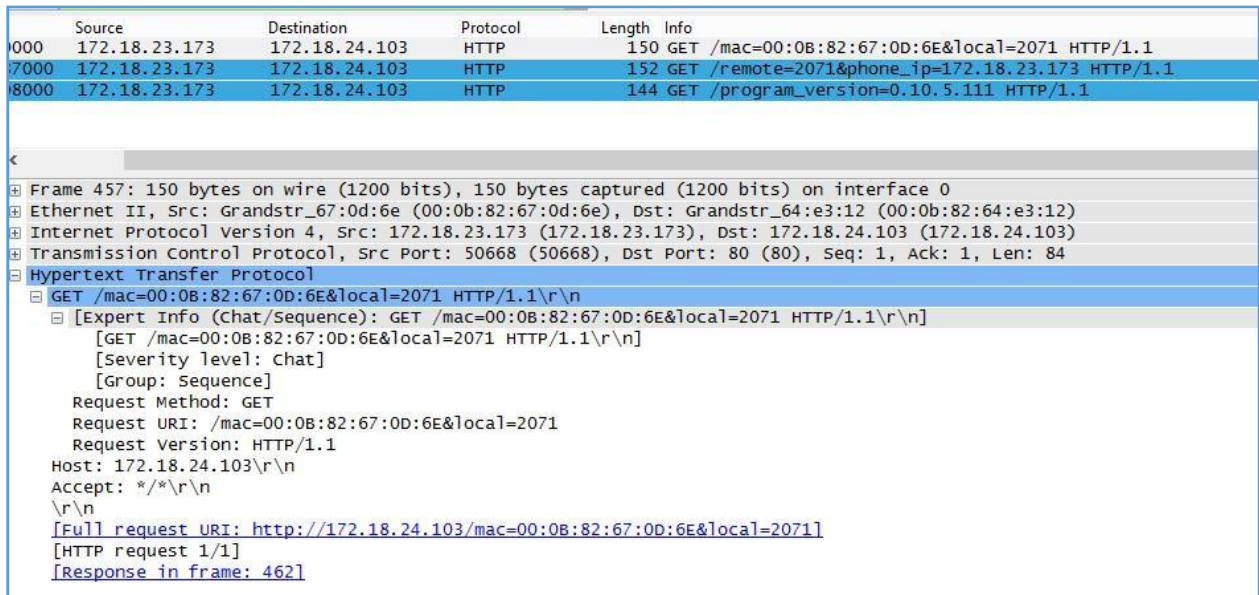 Source Destination Protocol Length Info
0000 172.18.23.173 172.18.24.103 HTTP 150 GET /mac=00:0B:82:67:0D:6E&local=2071 HTTP/1.1
37000 172.18.23.173 172.18.24.103 HTTP 152 GET /remote=2071&phone_ip=172.18.23.173 HTTP/1.1
08000 172.18.23.173 172.18.24.103 HTTP 144 GET /program_version=0.10.5.111 HTTP/1.1
Frame 457: 150 bytes on wire (1200 bits), 150 bytes captured (1200 bits) on interface 0
Ethernet II, Src: Grandstr_67:0d:6e (00:0b:82:67:0d:6e), Dst: Grandstr_64:e3:12 (00:0b:82:64:e3:12)
Internet Protocol Version 4, Src: 172.18.23.173 (172.18.23.173), Dst: 172.18.24.103 (172.18.24.103)
Transmission Control Protocol, Src Port: 50668 (50668), Dst Port: 80 (80), Seq: 1, Ack: 1, Len: 84
Hypertext Transfer Protocol
GET /mac=00:0B:82:67:0D:6E&local=2071 HTTP/1.1\r\n
[Expert Info (Chat/Sequence): GET /mac=00:0B:82:67:0D:6E&local=2071 HTTP/1.1\r\n]
[GET /mac=00:0B:82:67:0D:6E&local=2071 HTTP/1.1\r\n]
[Severity level: Chat]
[Group: Sequence]
Request Method: GET
Request URI: /mac=00:0B:82:67:0D:6E&local=2071
Request Version: HTTP/1.1
Host: 172.18.24.103\r\n
Accept: */*\r\n
\r\n
[Full request URI: http://172.18.24.103/mac=00:0B:82:67:0D:6E&local=2071]
[HTTP request 1/1]
[Response in frame: 462]